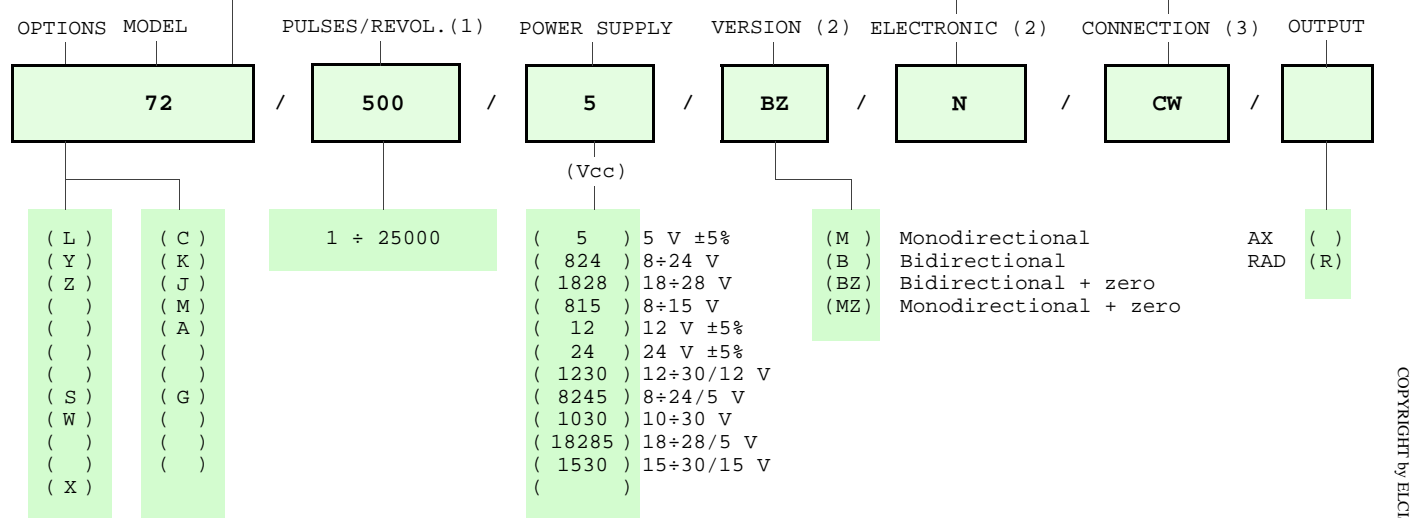 OPTIONS MODEL PULSES/REVOL.(1) POWER SUPPLY VERSION (2) ELECTRONIC (2) CONNECTION (3) OUTPUT
72 / 500 / 5 / BZ / N / CW /
(Vcc)
( L ) ( C ) 1 ÷ 25000 ( 5 ) 5 V ±5% (M ) Monodirectional AX ( )
( Y ) ( K ) ( 824 ) 8÷24 V (B ) Bidirectional RAD (R)
( Z ) ( J ) ( 1828 ) 18÷28 V (BZ) Bidirectional + zero
( ) ( M ) ( 815 ) 8÷15 V (MZ) Monodirectional + zero
( ) ( A ) ( 12 ) 12 V ±5%
( ) ( ) ( 24 ) 24 V ±5%
( ) ( ) ( 1230 ) 12÷30/12 V
( S ) ( G ) ( 8245 ) 8÷24/5 V
( W ) ( ) ( 1030 ) 10÷30 V
( ) ( ) ( 18285 ) 18÷28/5 V
( ) ( ) ( 1530 ) 15÷30/15 V
( X ) ( )
COPYRIGHT by